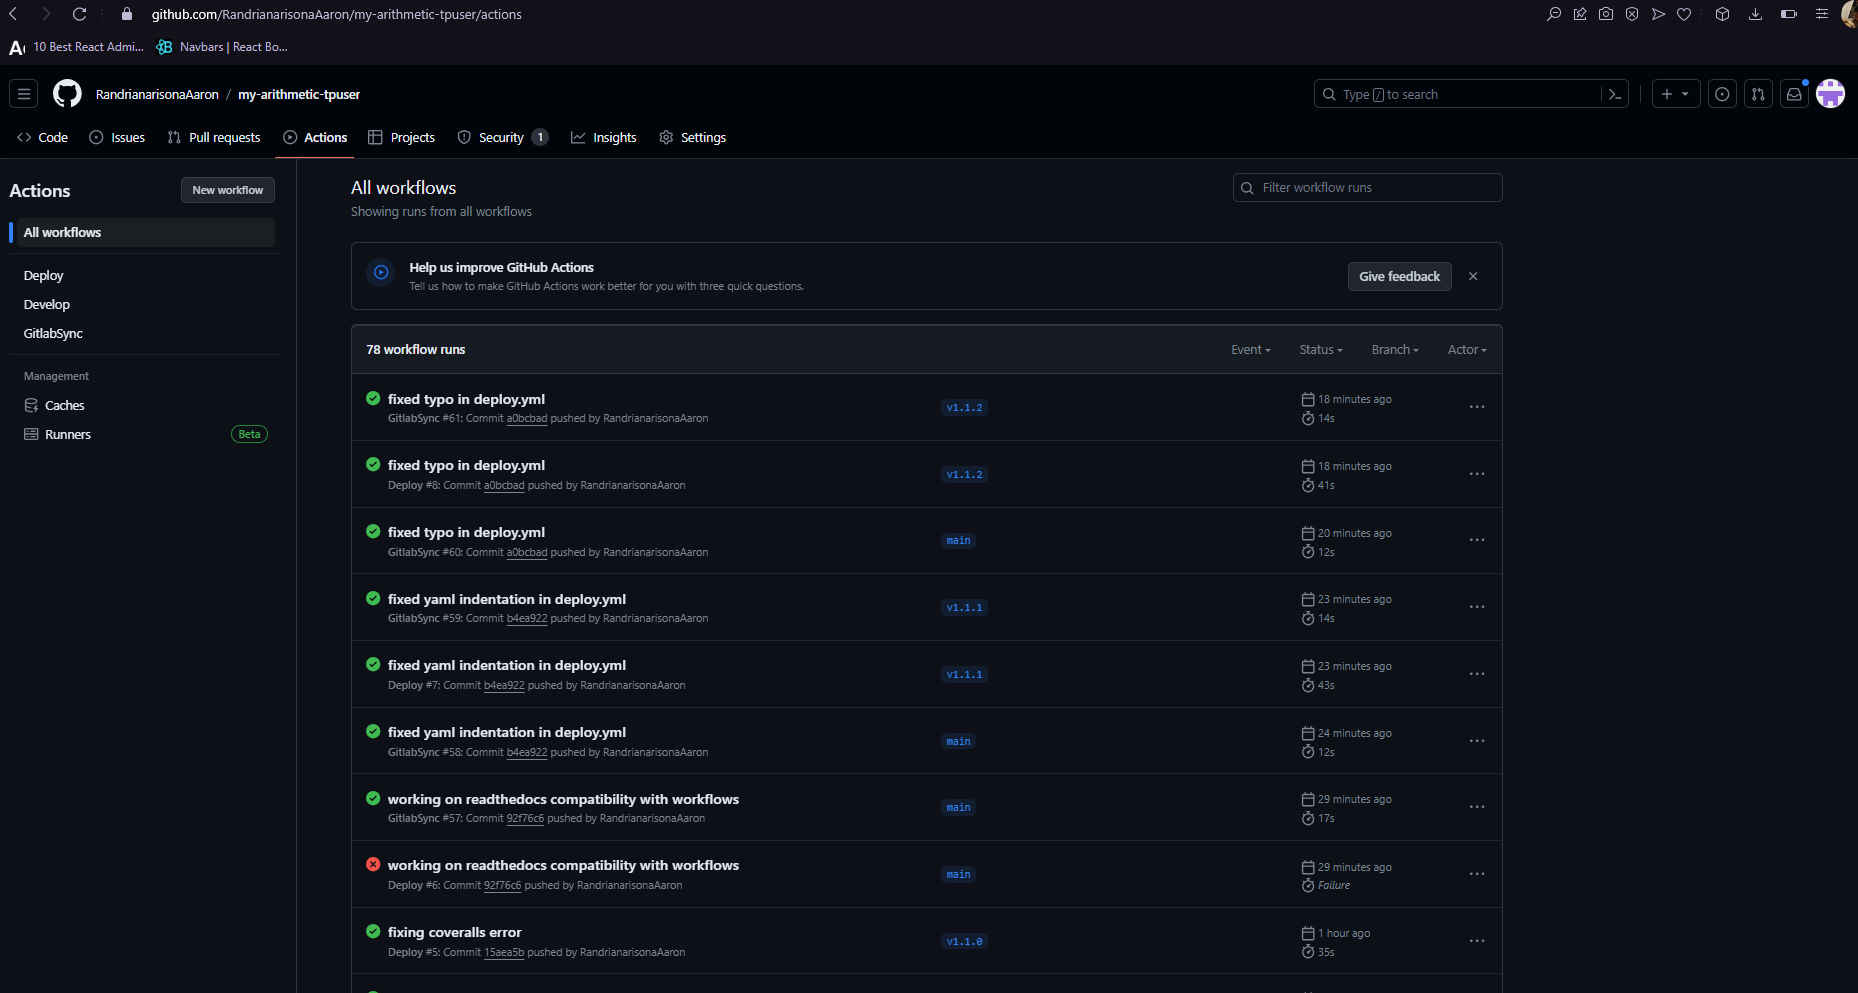 github.com/RandrianarisonaAaron/my-arithmetic-tpuser/actions
10 Best React Admi...
Navbars | React Bo...
RandrianarisonaAaron / my-arithmetic-tpuser
Type / to search
Code
Issues
Pull requests
Actions
Projects
Security 1
Insights
Settings
Actions
New workflow
All workflows
Deploy
Develop
GitlabSync
Management
Caches
Runners Beta
All workflows
Showing runs from all workflows
Filter workflow runs
Help us improve GitHub Actions
Tell us how to make GitHub Actions work better for you with three quick questions.
Give feedback
78 workflow runs
Event
Status
Branch
Actor
fixed typo in deploy.yml
GitlabSync #61: Commit a0bcbad pushed by RandrianarisonaAaron
v1.1.2
18 minutes ago
14s
fixed typo in deploy.yml
Deploy #8: Commit a0bcbad pushed by RandrianarisonaAaron
v1.1.2
18 minutes ago
41s
fixed typo in deploy.yml
GitlabSync #60: Commit a0bcbad pushed by RandrianarisonaAaron
main
20 minutes ago
12s
fixed yaml indentation in deploy.yml
GitlabSync #59: Commit b4ea922 pushed by RandrianarisonaAaron
v1.1.1
23 minutes ago
14s
fixed yaml indentation in deploy.yml
Deploy #7: Commit b4ea922 pushed by RandrianarisonaAaron
v1.1.1
23 minutes ago
43s
fixed yaml indentation in deploy.yml
GitlabSync #58: Commit b4ea922 pushed by RandrianarisonaAaron
main
24 minutes ago
12s
working on readthedocs compatibility with workflows
GitlabSync #57: Commit 92f76c6 pushed by RandrianarisonaAaron
main
29 minutes ago
17s
working on readthedocs compatibility with workflows
Deploy #6: Commit 92f76c6 pushed by RandrianarisonaAaron
main
29 minutes ago
Failure
fixing coveralls error
Deploy #5: Commit 15aea5b pushed by RandrianarisonaAaron
v1.1.0
1 hour ago
35s